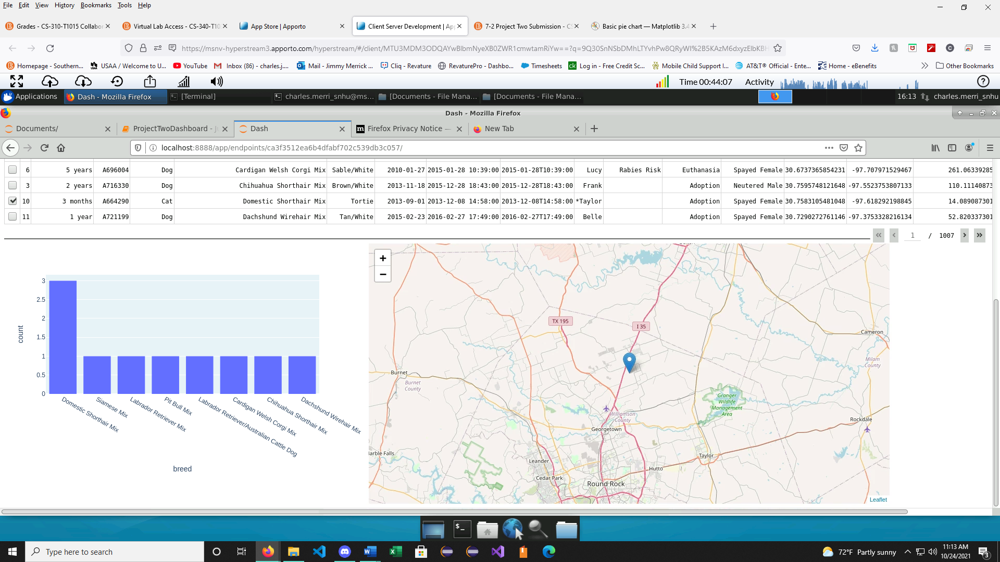 File Edit View History Bookmarks Tools Help
Grades - CS-310-T1015 Collabor
Virtual Lab Access - CS-340-T10
App Store | Apporto
Client Server Development | App
7-2 Project Two Submission - CS
Basic pie chart — Matplotlib 3.4
https://msnv-hyperstream3.apporto.com/hyperstream/#/client/
Homepage - Southern...
USAA / Welcome to U...
YouTube
Inbox (86) - charles.j....
Mail - Jimmy Merrick ...
Cliq - Revature
RevaturePro - Dashbo...
Timesheets
Log in - Free Credit Sc...
Mobile Child Support I...
AT&T® Official - Ente...
Home - eBenefits
Other Bookmarks
Time 00:44:07 Activity
Applications
Dash - Mozilla Firefox
[Terminal]
charles.merri_snhu@ms...
[Documents - File Mana...
[Documents - File Mana...
16:13
charles.merri_snhu
Dash - Mozilla Firefox
Documents/
ProjectTwoDashboard - Ju
Dash
Firefox Privacy Notice —
New Tab
localhost:8888/app/endpoints/ca3f3512ea6b4dfabf702c539db3c057/
6 5 years A696004 Dog Cardigan Welsh Corgi Mix Sable/White 2010-01-27 2015-01-28 10:39:00 2015-01-28T10:39:00 Lucy Rabies Risk Euthanasia Spayed Female 30.6737365854231 -97.707971529467 261.06339285
3 2 years A716330 Dog Chihuahua Shorthair Mix Brown/White 2013-11-18 2015-12-28 18:43:00 2015-12-28T18:43:00 Frank Adoption Neutered Male 30.7595748121648 -97.5523753807133 110.11140873
10 3 months A664290 Cat Domestic Shorthair Mix Tortie 2013-09-01 2013-12-08 14:58:00 2013-12-08T14:58:00 *Taylor Adoption Spayed Female 30.7583105481048 -97.618292198845 14.089087301
11 1 year A721199 Dog Dachshund Wirehair Mix Tan/White 2015-02-23 2016-02-27 17:49:00 2016-02-27T17:49:00 Belle Adoption Spayed Female 30.7290272761146 -97.3753328216134 52.820337301
« ‹ 1 / 1007 › »
3
2.5
2
1.5
1
0.5
0
count
Domestic Shorthair Mix
Siamese Mix
Labrador Retriever Mix
Pit Bull Mix
Labrador Retriever/Australian Cattle Dog
Cardigan Welsh Corgi Mix
Chihuahua Shorthair Mix
Dachshund Wirehair Mix
breed
+
−
TX 195
I 35
Cameron
Milam
County
Burnet
Burnet
County
Granger
Wildlife
Management
Area
Williamson
County
Georgetown
Rockdale
Marble Falls
Leander
Taylor
Hutto
Cedar Park
Round Rock
Leaflet
Type here to search
72°F Partly sunny
11:13 AM
10/24/2021
3